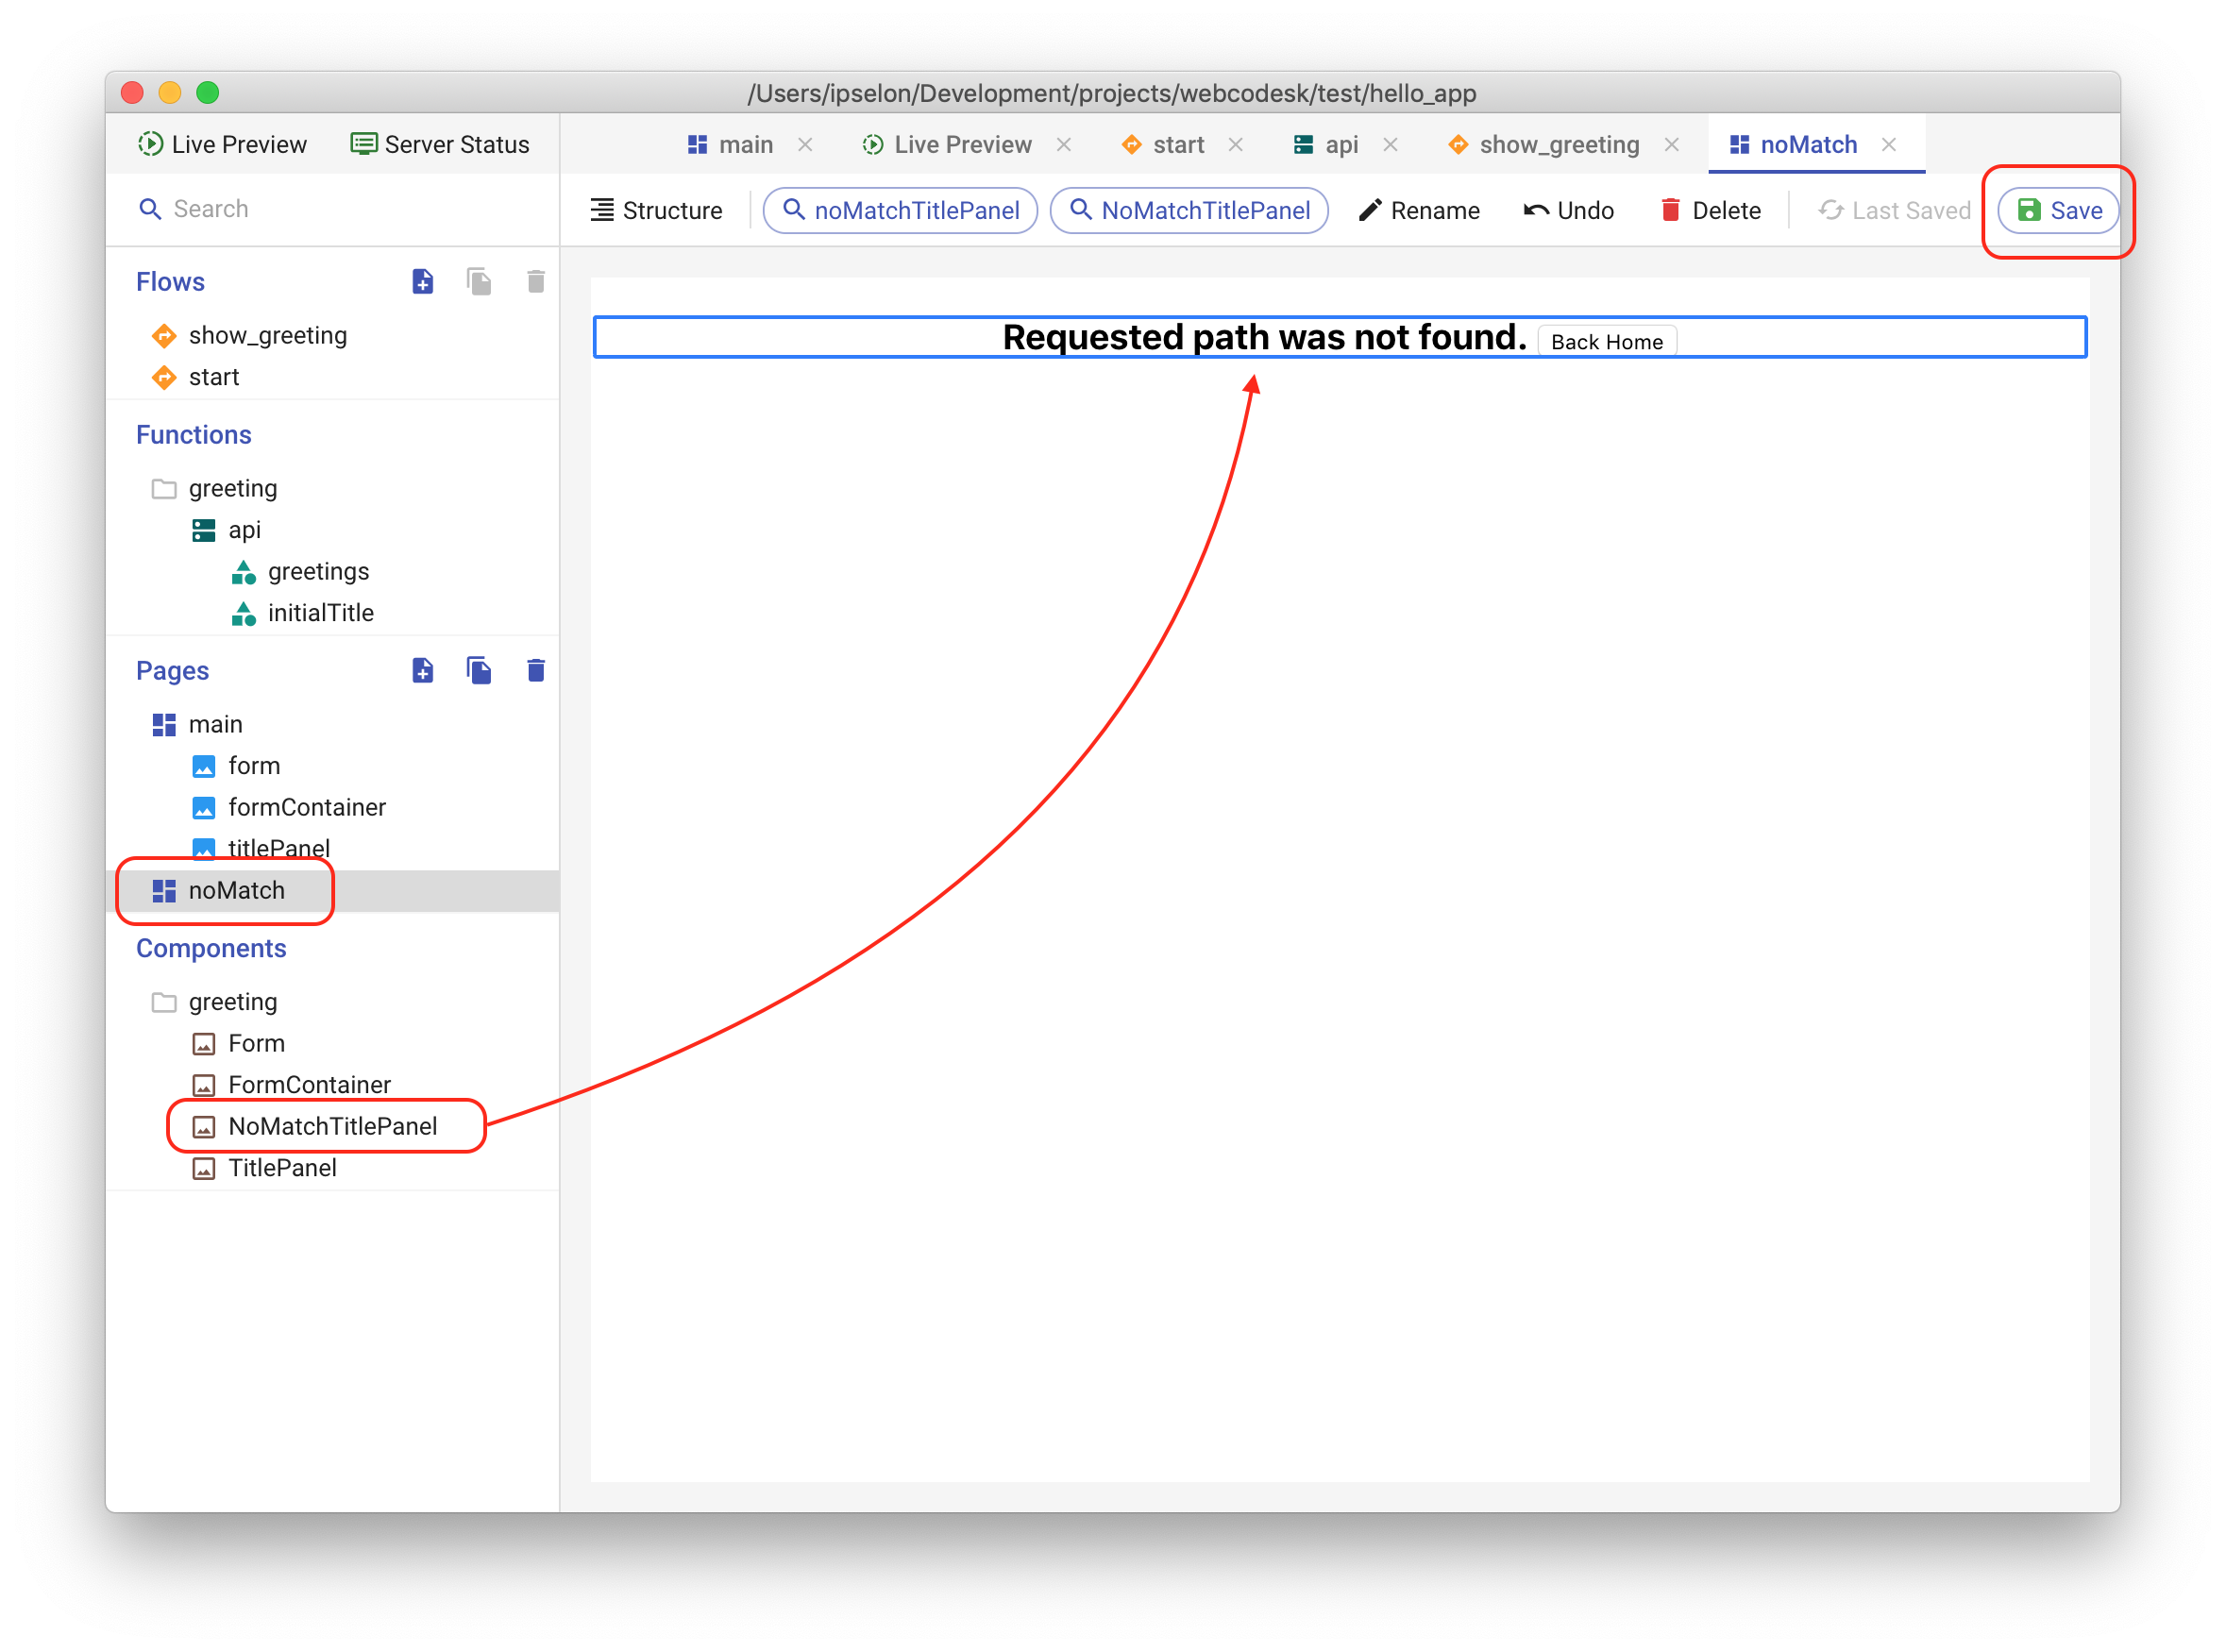 /Users/ipselon/Development/projects/webcodesk/test/hello_app
Live Preview Server Status
main Live Preview start api show_greeting noMatch
Search
Structure noMatchTitlePanel NoMatchTitlePanel Rename Undo Delete Last Saved Save
Flows
show_greeting
start
Functions
greeting
api
greetings
initialTitle
Pages
main
form
formContainer
titlePanel
noMatch
Components
greeting
Form
FormContainer
NoMatchTitlePanel
TitlePanel
Requested path was not found. Back Home